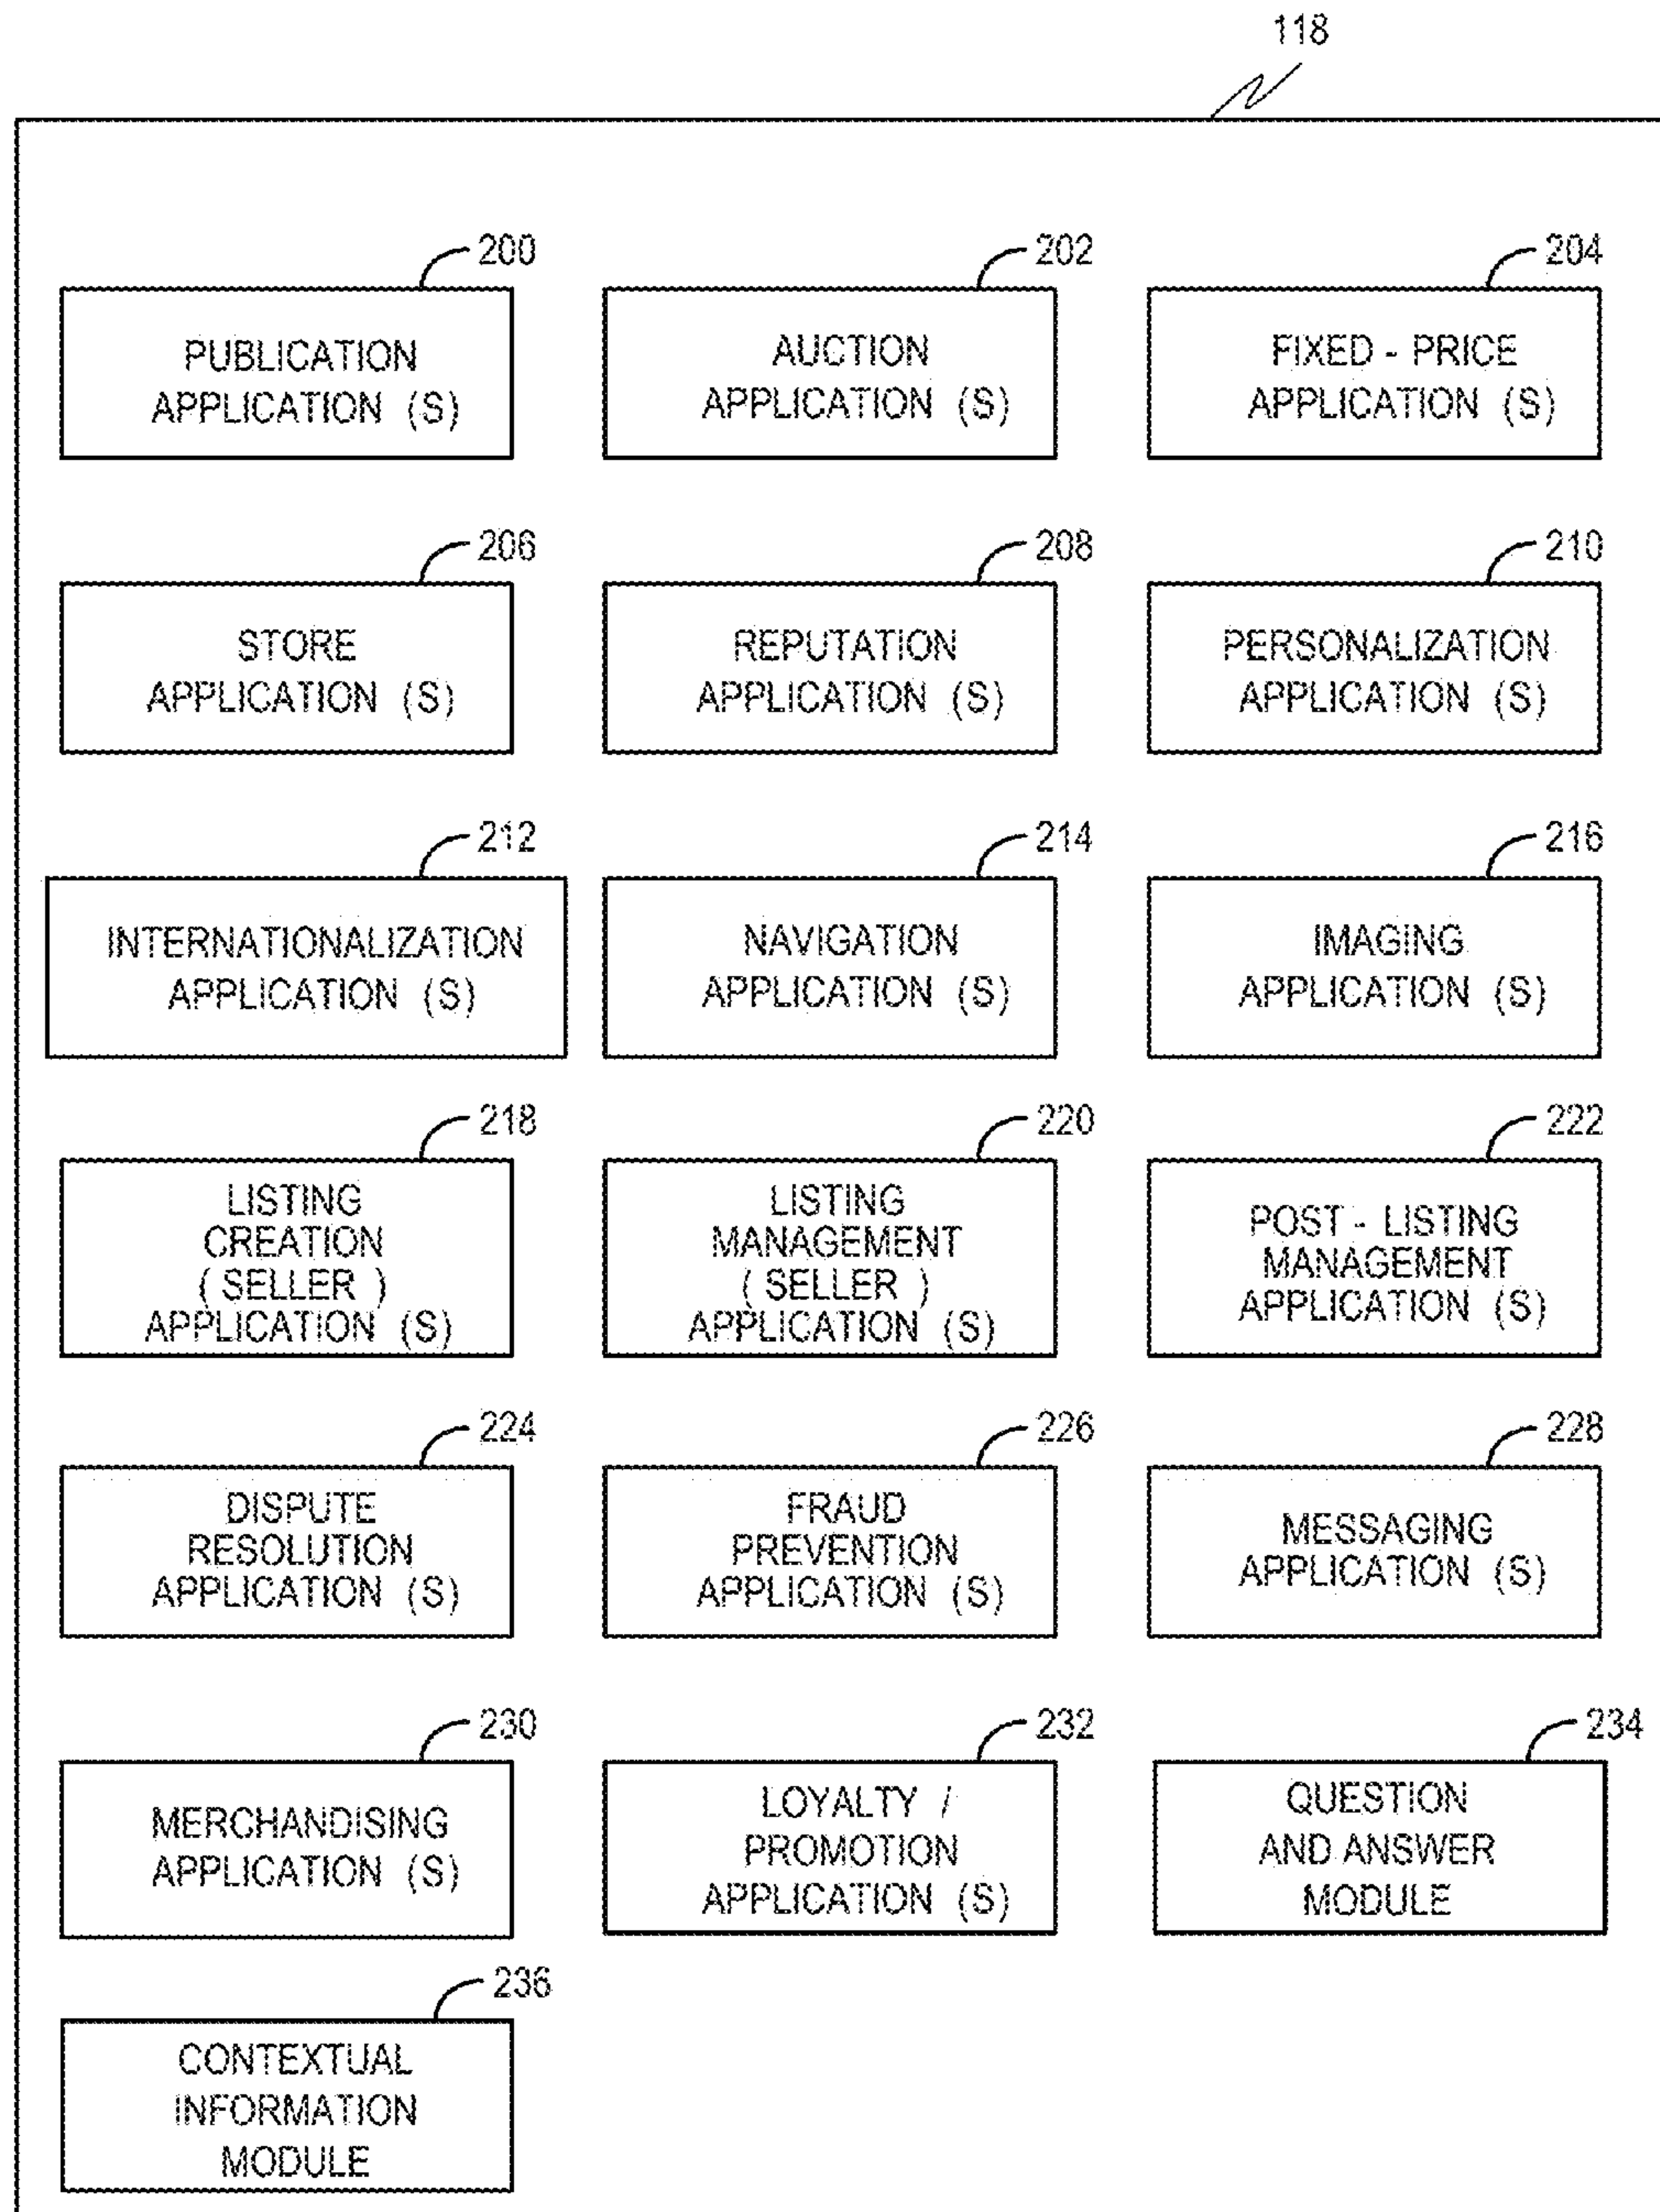 118
200
PUBLICATION
APPLICATION (S)
202
AUCTION
APPLICATION (S)
204
FIXED - PRICE
APPLICATION (S)
206
STORE
APPLICATION (S)
208
REPUTATION
APPLICATION (S)
210
PERSONALIZATION
APPLICATION (S)
212
INTERNATIONALIZATION
APPLICATION (S)
214
NAVIGATION
APPLICATION (S)
216
IMAGING
APPLICATION (S)
218
LISTING
CREATION
( SELLER )
APPLICATION (S)
220
LISTING
MANAGEMENT
( SELLER )
APPLICATION (S)
222
POST - LISTING
MANAGEMENT
APPLICATION (S)
224
DISPUTE
RESOLUTION
APPLICATION (S)
226
FRAUD
PREVENTION
APPLICATION (S)
228
MESSAGING
APPLICATION (S)
230
MERCHANDISING
APPLICATION (S)
232
LOYALTY /
PROMOTION
APPLICATION (S)
234
QUESTION
AND ANSWER
MODULE
236
CONTEXTUAL
INFORMATION
MODULE